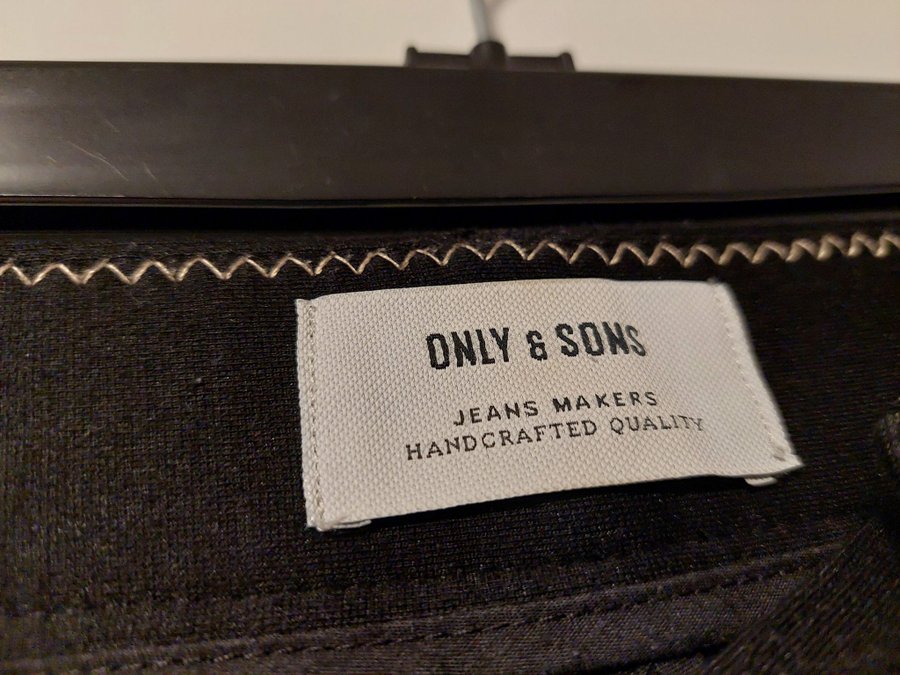 ONLY & SONS
JEANS MAKERS
HANDCRAFTED QUALITY